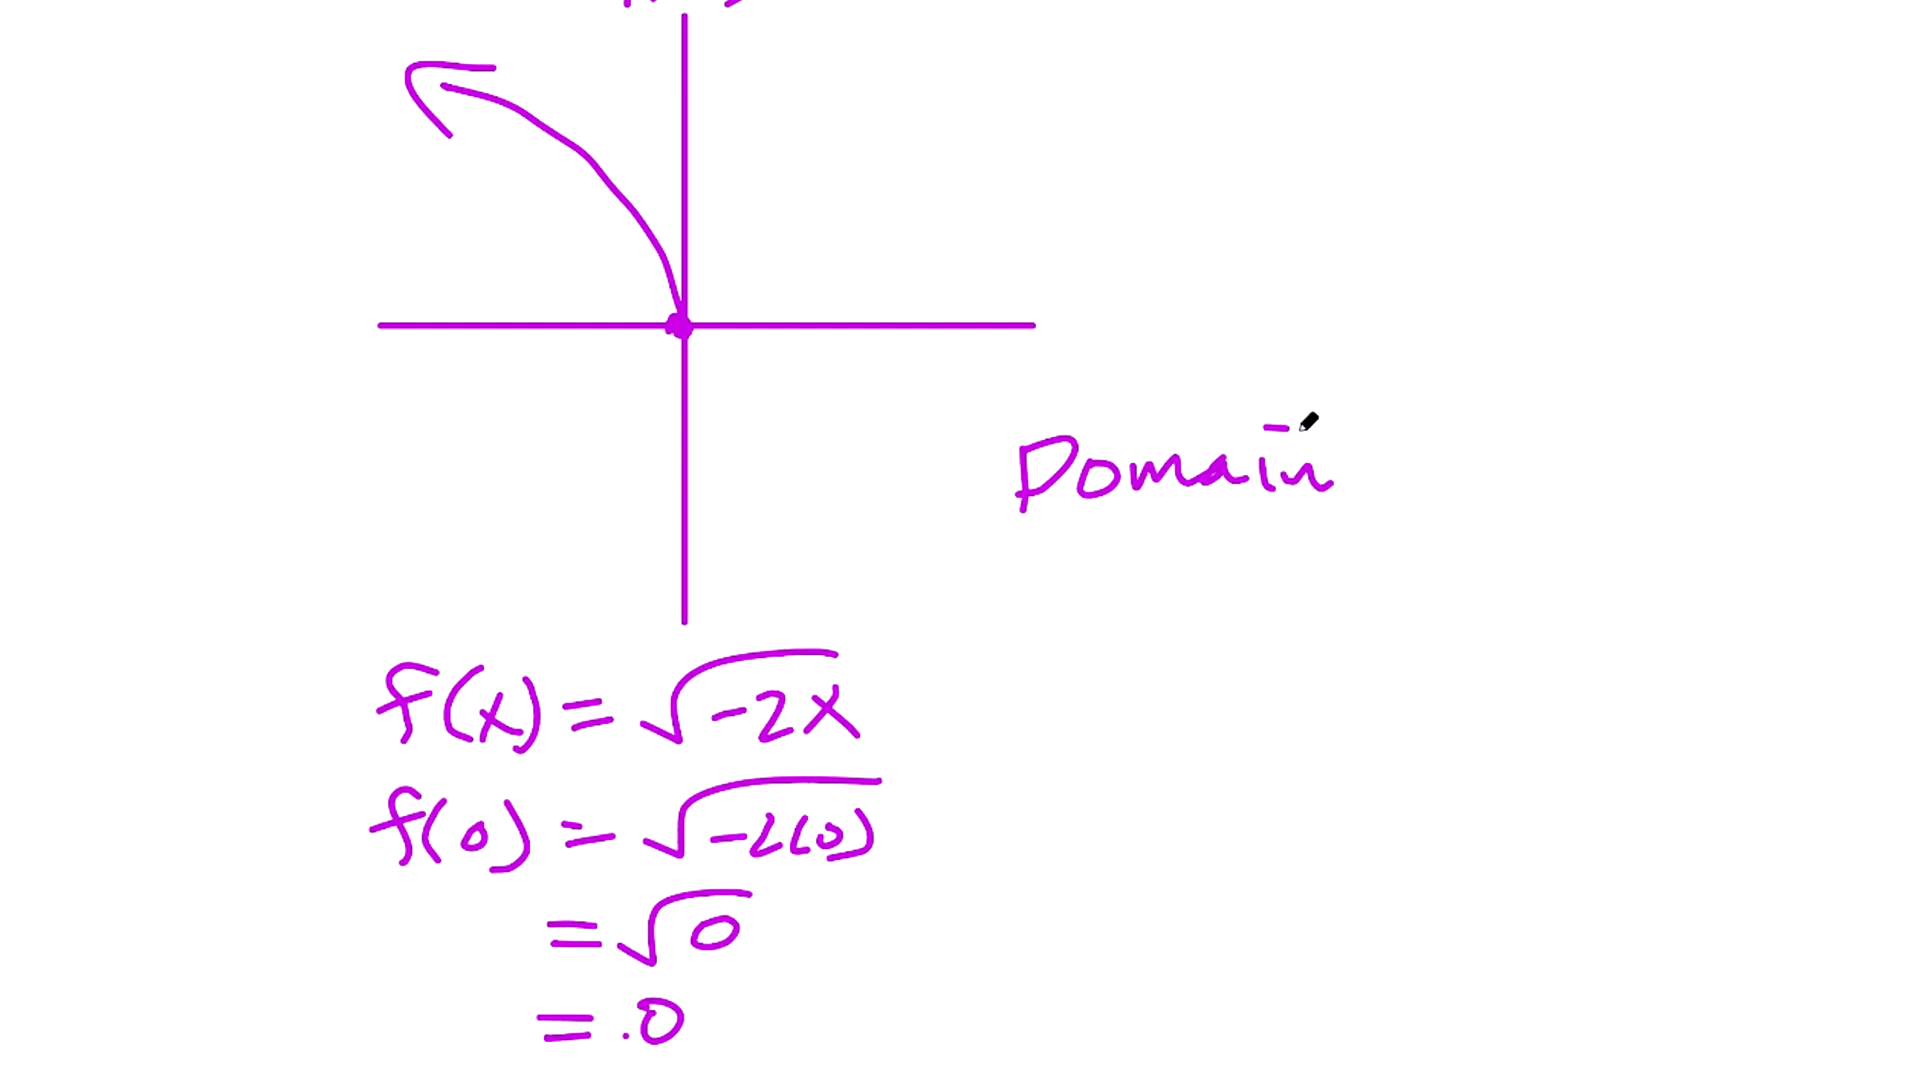 Domain
f(x) = √-2x
f(0) = √-2(0)
= √0
= .0